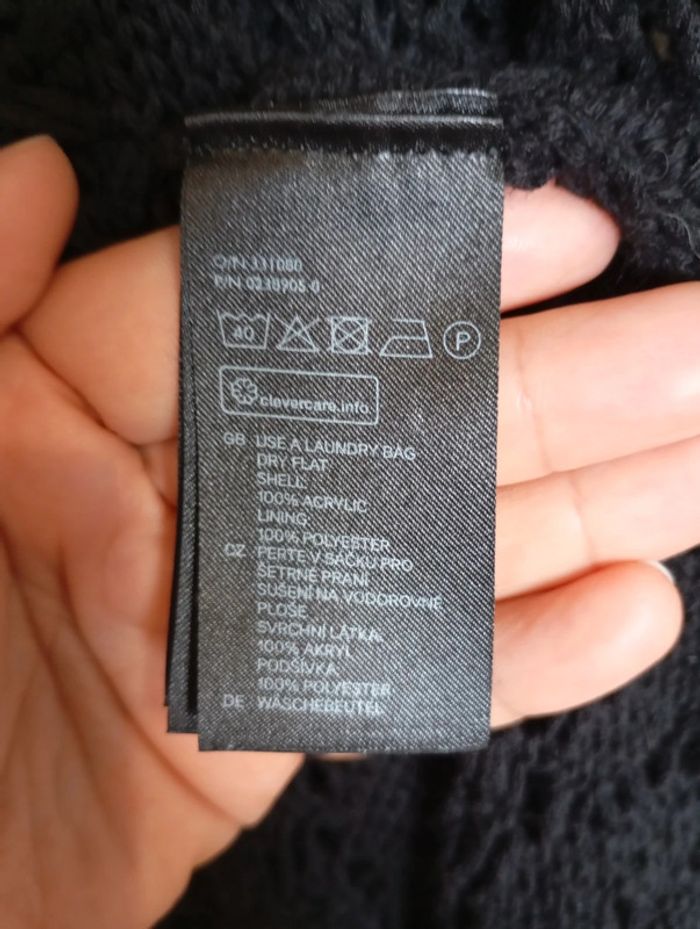 O/N 331080
P/N 0238905-0
40
P
clevercare.info
GB USE A LAUNDRY BAG
DRY FLAT
SHELL:
100% ACRYLIC
LINING:
100% POLYESTER
CZ PERTE V SÁČKU PRO
ŠETRNÉ PRANÍ
SUŠENÍ NA VODOROVNÉ
PLOŠE
SVRCHNÍ LÁTKA:
100% AKRYL
PODŠÍVKA:
100% POLYESTER
DE WÄSCHEBEUTEL